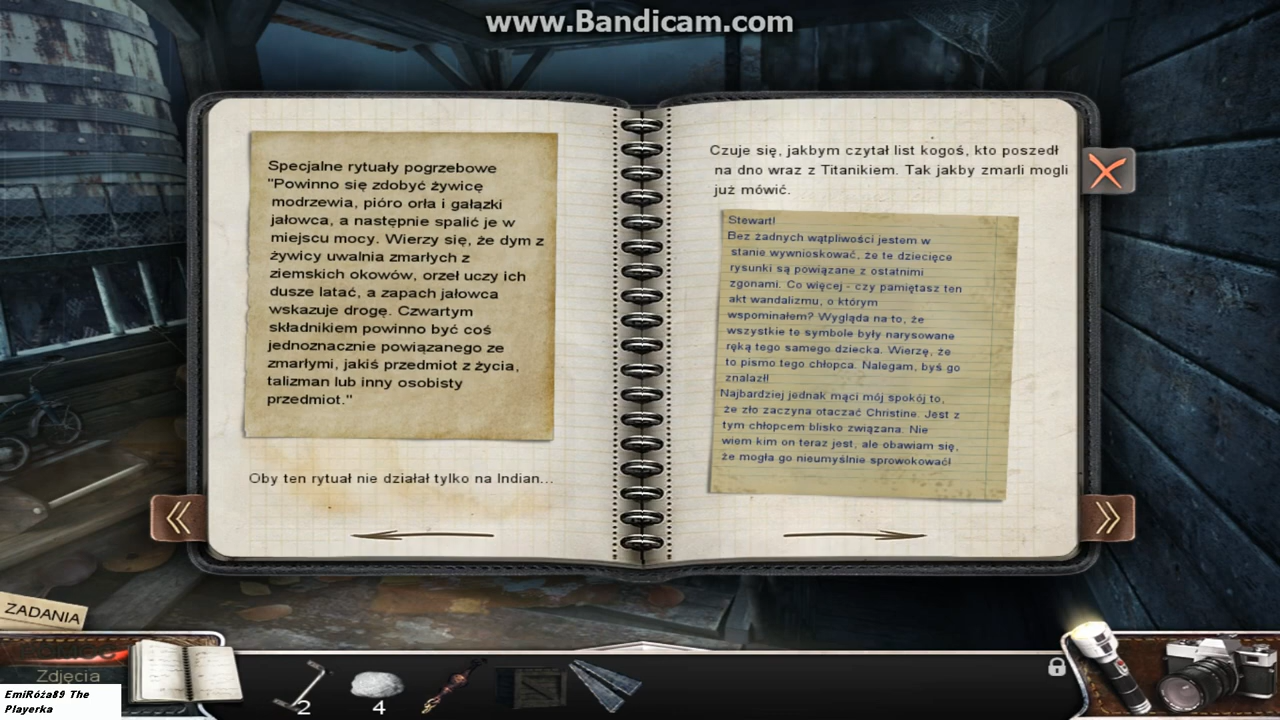 www.Bandicam.com
Specjalne rytuały pogrzebowe
"Powinno się zdobyć żywicę
modrzewia, pióro orła i gałązki
jałowca, a następnie spalić je w
miejscu mocy. Wierzy się, że dym z
żywicy uwalnia zmarłych z
ziemskich okowów, orzeł uczy ich
dusze latać, a zapach jałowca
wskazuje drogę. Czwartym
składnikiem powinno być coś
jednoznacznie powiązanego ze
zmarłymi, jakiś przedmiot z życia,
talizman lub inny osobisty
przedmiot."
Oby ten rytuał nie działał tylko na Indian...
Czuje się, jakbym czytał list kogoś, kto poszedł
na dno wraz z Titanikiem. Tak jakby zmarli mogli
już mówić.
Stewart!
Bez żadnych wątpliwości jestem w
stanie wywnioskować, że te dziecięce
rysunki są powiązane z ostatnimi
zgonami. Co więcej - czy pamiętasz ten
akt wandalizmu, o którym
wspominałem? Wygląda na to, że
wszystkie te symbole były narysowane
ręką tego samego dziecka. Wierzę, że
to pismo tego chłopca. Nalegam, byś go
znalazł!
Najbardziej jednak mąci mój spokój to,
że zło zaczyna otaczać Christine. Jest z
tym chłopcem blisko związana. Nie
wiem kim on teraz jest, ale obawiam się,
że mogła go nieumyślnie sprowokować!
ZADANIA
Zdjęcia
2
4
EmiRóża89 The
Playerka